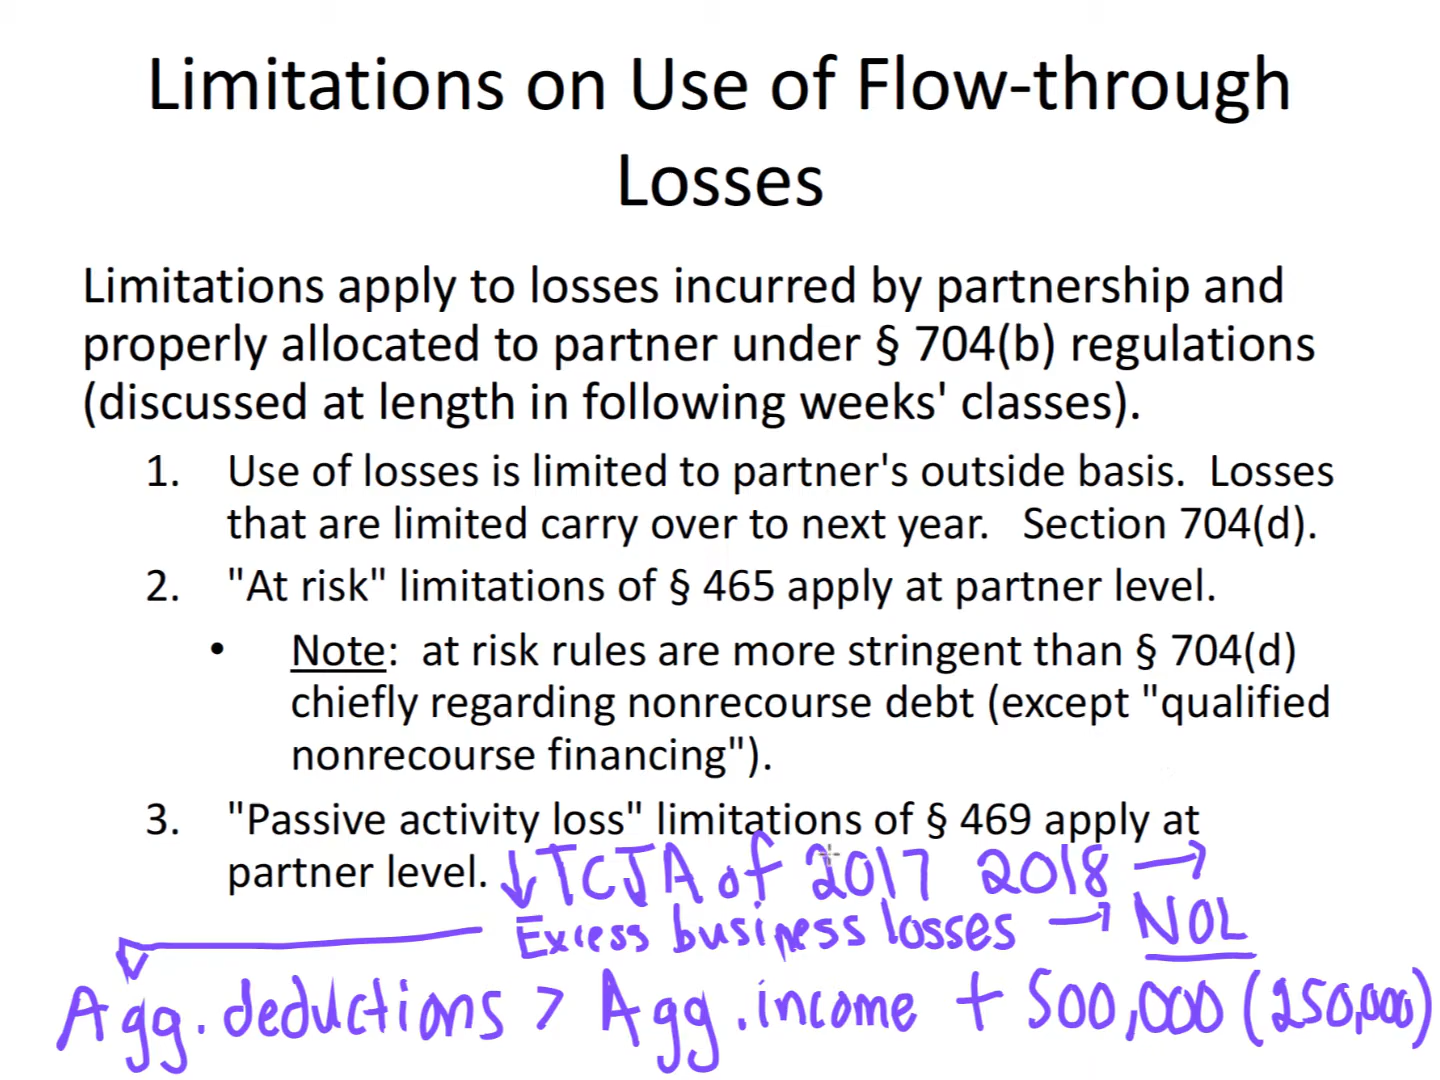 Limitations on Use of Flow-through
Losses
Limitations apply to losses incurred by partnership and
properly allocated to partner under § 704(b) regulations
(discussed at length in following weeks' classes).
1. Use of losses is limited to partner's outside basis. Losses
that are limited carry over to next year. Section 704(d).
2. "At risk" limitations of § 465 apply at partner level.
• Note: at risk rules are more stringent than § 704(d)
chiefly regarding nonrecourse debt (except "qualified
nonrecourse financing").
3. "Passive activity loss" limitations of § 469 apply at
partner level. ↓ TCJA of 2017 2018 →
Excess business losses → NOL
Agg. deductions > Agg. income + 500,000 (250,000)